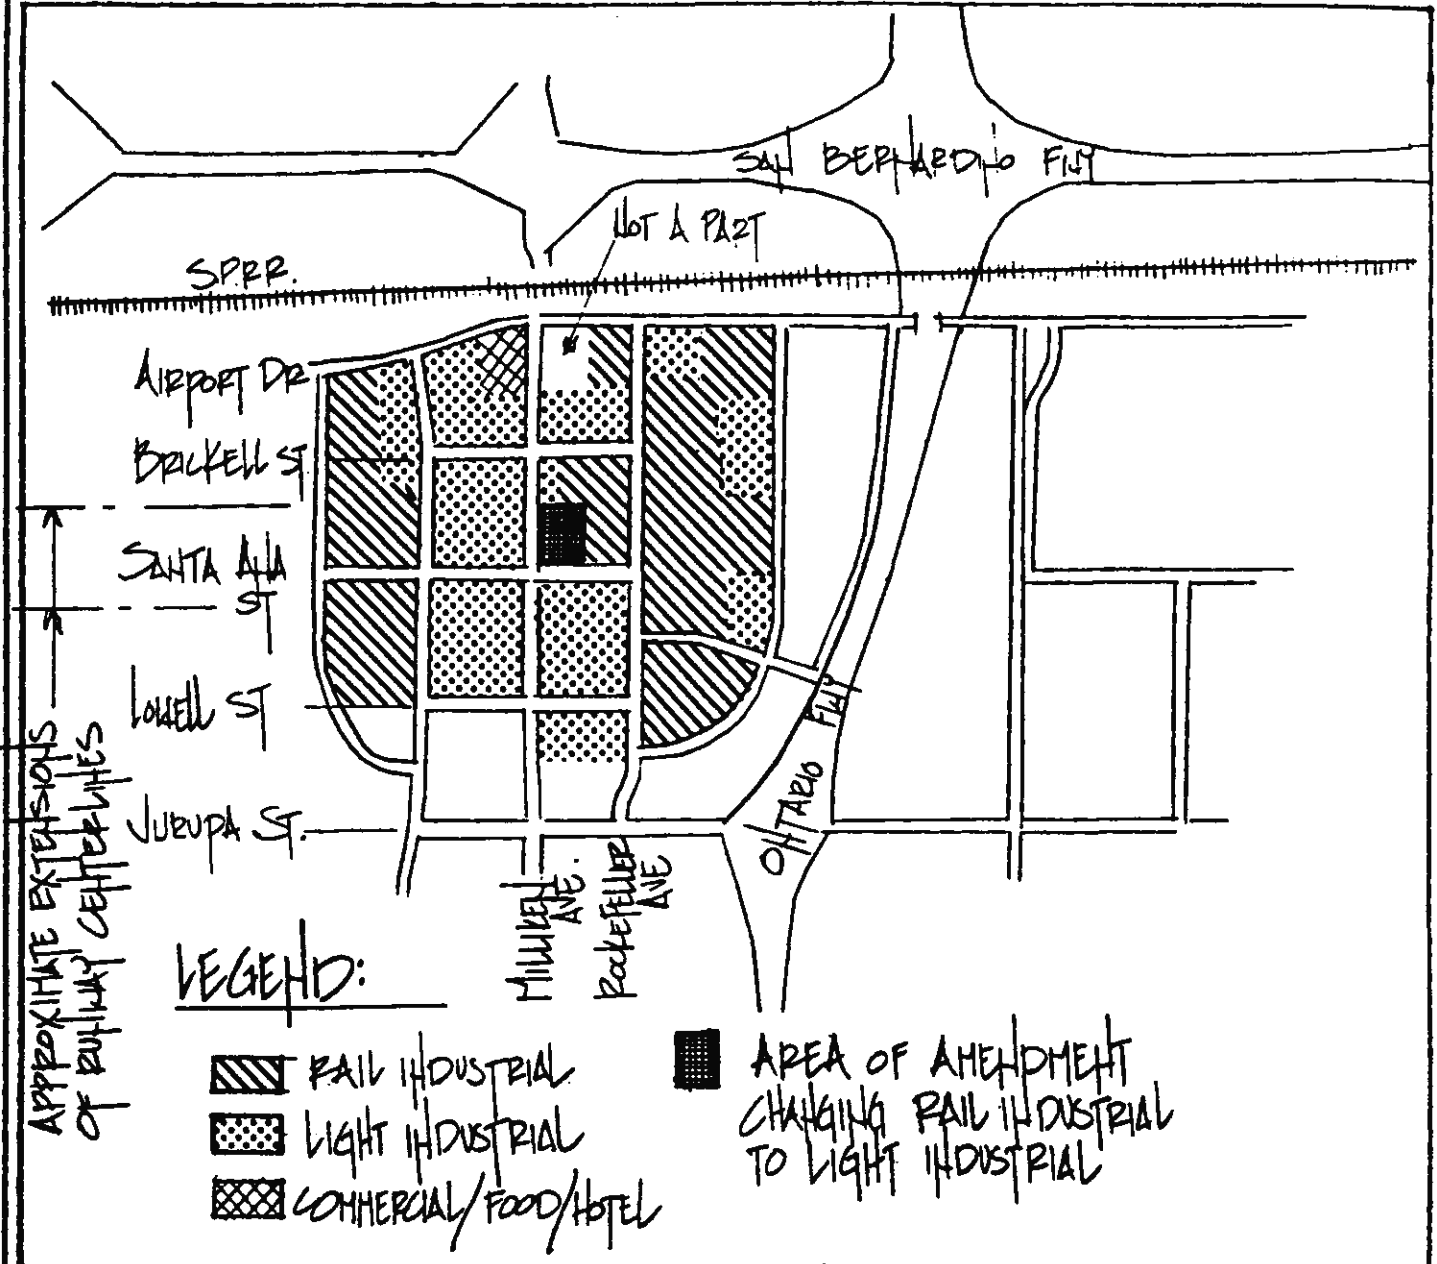 SAN BERNARDINO FWY
NOT A PART
S.P.R.R.
AIRPORT DR
BRICKELL ST
SANTA ANA
ST
LOWELL ST
JURUPA ST.
APPROXIMATE EXTENSIONS
OF RUNWAY CENTERLINES
ONTARIO FWY
MILLIKEN
AVE.
ROCKEFELLER
AVE
LEGEND:
RAIL INDUSTRIAL
LIGHT INDUSTRIAL
COMMERCIAL/FOOD/HOTEL
AREA OF AMENDMENT
CHANGING RAIL INDUSTRIAL
TO LIGHT INDUSTRIAL